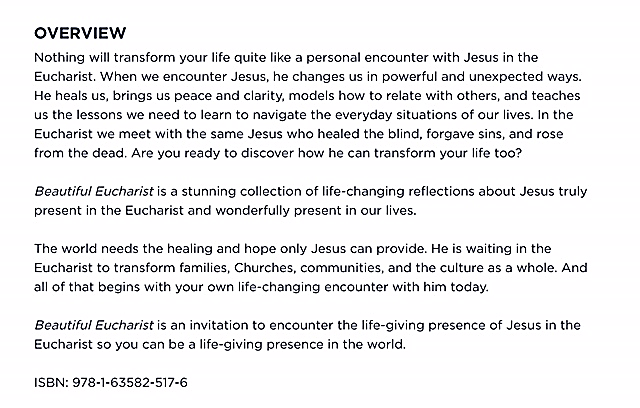 OVERVIEW
Nothing will transform your life quite like a personal encounter with Jesus in the
Eucharist. When we encounter Jesus, he changes us in powerful and unexpected ways.
He heals us, brings us peace and clarity, models how to relate with others, and teaches
us the lessons we need to learn to navigate the everyday situations of our lives. In the
Eucharist we meet with the same Jesus who healed the blind, forgave sins, and rose
from the dead. Are you ready to discover how he can transform your life too?
Beautiful Eucharist is a stunning collection of life-changing reflections about Jesus truly
present in the Eucharist and wonderfully present in our lives.
The world needs the healing and hope only Jesus can provide. He is waiting in the
Eucharist to transform families, Churches, communities, and the culture as a whole. And
all of that begins with your own life-changing encounter with him today.
Beautiful Eucharist is an invitation to encounter the life-giving presence of Jesus in the
Eucharist so you can be a life-giving presence in the world.
ISBN: 978-1-63582-517-6